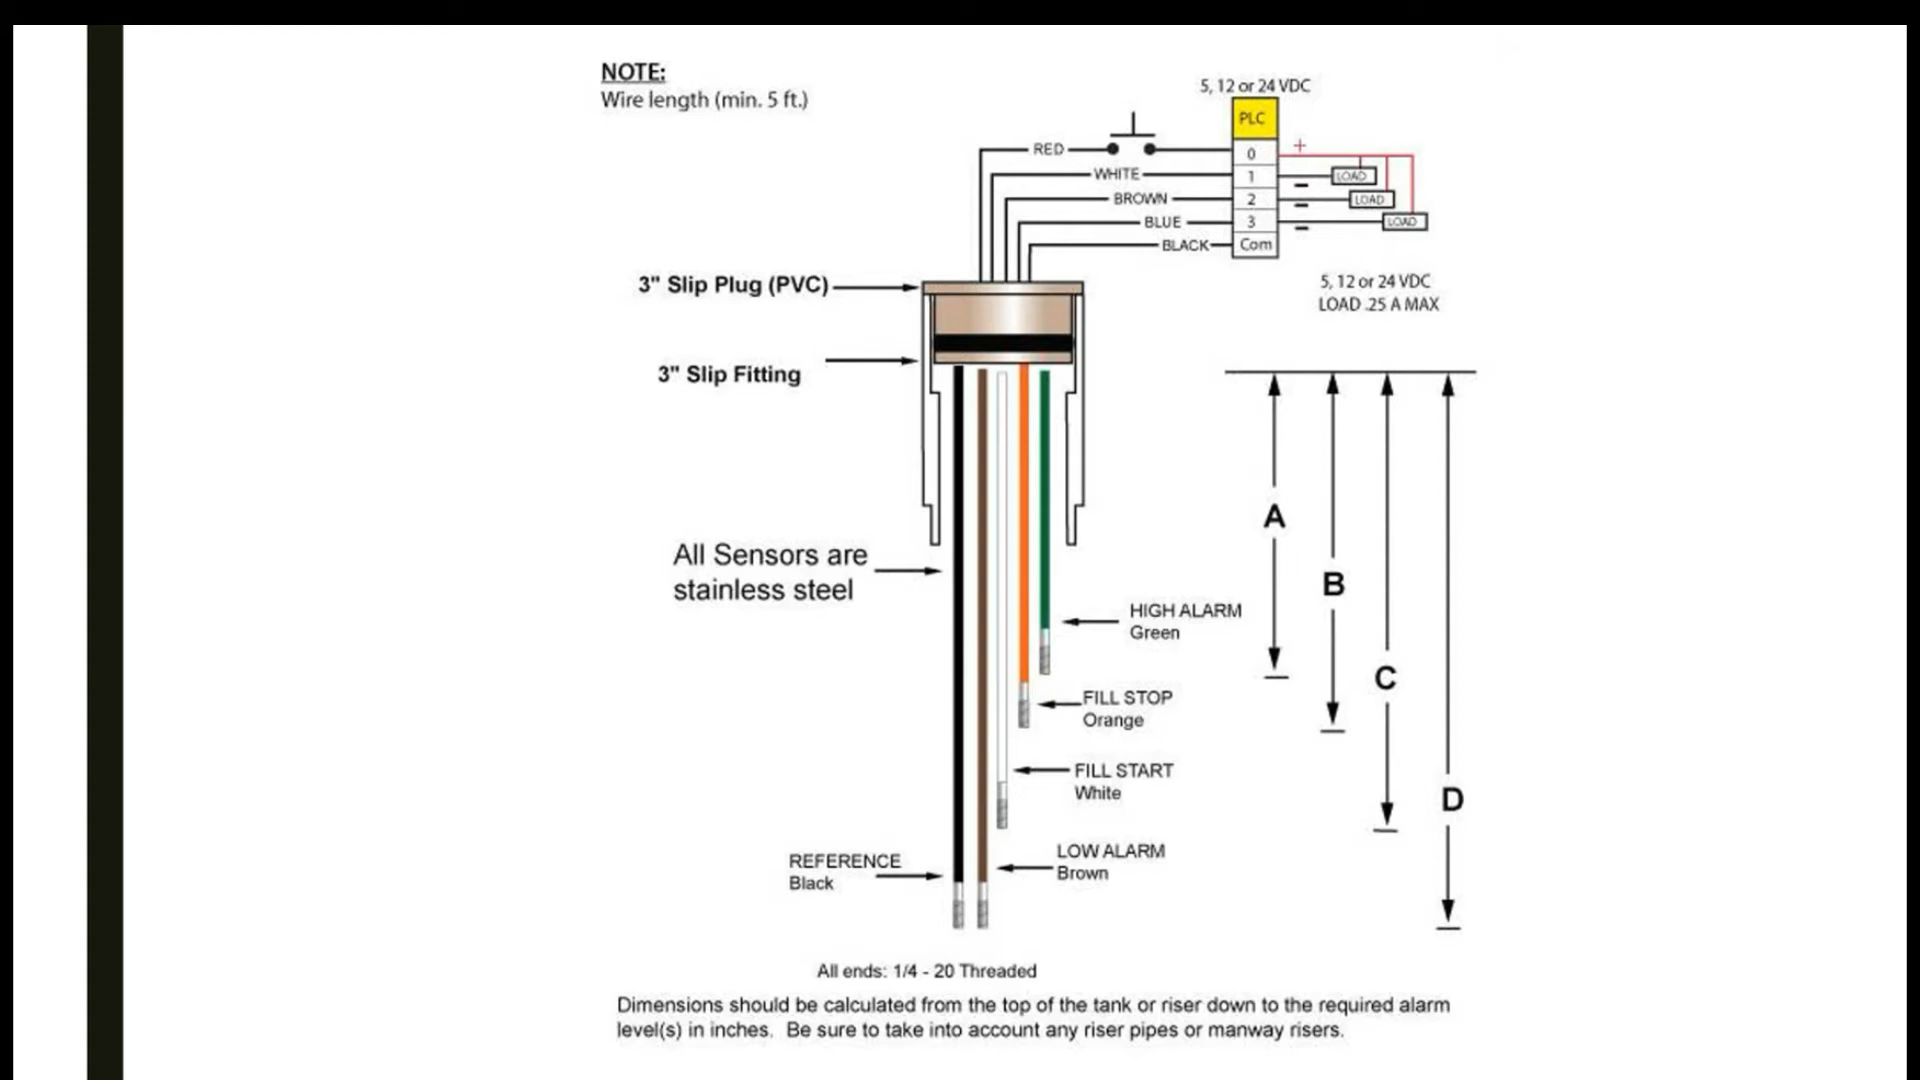 NOTE:
Wire length (min. 5 ft.)
5, 12 or 24 VDC
PLC
RED
0
+
WHITE
1
LOAD
-
BROWN
2
LOAD
-
BLUE
3
LOAD
-
BLACK
Com
3" Slip Plug (PVC)
5, 12 or 24 VDC
LOAD .25 A MAX
3" Slip Fitting
A
All Sensors are
stainless steel
B
HIGH ALARM
Green
C
FILL STOP
Orange
FILL START
White
D
LOW ALARM
Brown
REFERENCE
Black
All ends: 1/4 - 20 Threaded
Dimensions should be calculated from the top of the tank or riser down to the required alarm
level(s) in inches. Be sure to take into account any riser pipes or manway risers.